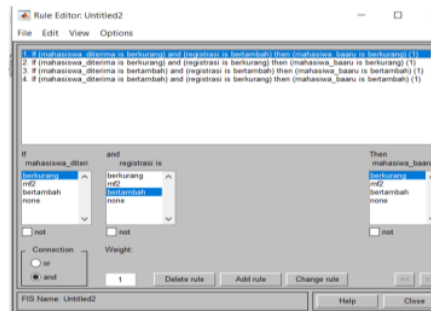 Rule Editor: Untitled2
File Edit View Options
1. If (mahasiswa_diterima is berkurang) and (registrasi is bertambah) then (mahasiwa_baaru is berkurang) (1)
2. If (mahasiswa_diterima is berkurang) and (registrasi is berkurang) then (mahasiwa_baaru is berkurang) (1)
3. If (mahasiswa_diterima is bertambah) and (registrasi is bertambah) then (mahasiwa_baaru is bertambah) (1)
4. If (mahasiswa_diterima is bertambah) and (registrasi is berkurang) then (mahasiwa_baaru is bertambah) (1)
If and Then
mahasiswa_diteri registrasi is mahasiwa_baaru
berkurang berkurang berkurang
mf2 mf2 mf2
bertambah bertambah bertambah
none none none
not not not
Connection Weight:
or
and 1 Delete rule Add rule Change rule <<
FIS Name: Untitled2 Help Close